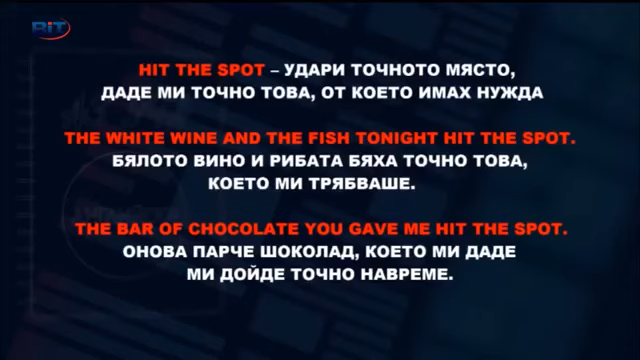 BiT
HIT THE SPOT – УДАРИ ТОЧНОТО МЯСТО,
ДАДЕ МИ ТОЧНО ТОВА, ОТ КОЕТО ИМАХ НУЖДА
THE WHITE WINE AND THE FISH TONIGHT HIT THE SPOT.
БЯЛОТО ВИНО И РИБАТА БЯХА ТОЧНО ТОВА,
КОЕТО МИ ТРЯБВАШЕ.
THE BAR OF CHOCOLATE YOU GAVE ME HIT THE SPOT.
ОНОВА ПАРЧЕ ШОКОЛАД, КОЕТО МИ ДАДЕ
МИ ДОЙДЕ ТОЧНО НАВРЕМЕ.